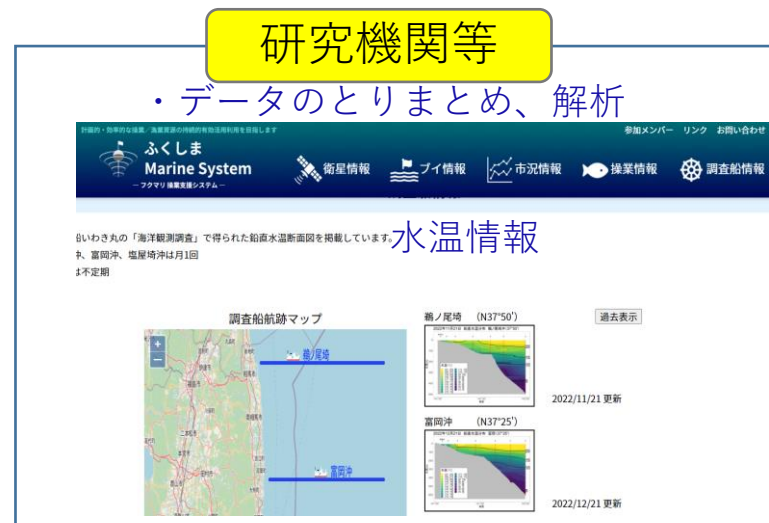 研究機関等
・データのとりまとめ、解析
計画的・効率的な操業／漁業資源の持続的有効活用利用を目指します
参加メンバー リンク お問い合わせ
ふくしま
Marine System
– フクマリ 操業支援システム –
衛星情報 ブイ情報 市況情報 操業情報 調査船情報
水温情報
船いわき丸の「海洋観測調査」で得られた鉛直水温断面図を掲載しています。
沖、富岡沖、塩屋埼沖は月1回
は不定期
調査船航跡マップ
鵜ノ尾埼 (N37°50')
過去表示
+
−
鵜ノ尾埼
2022/11/21 更新
富岡沖 (N37°25')
富岡沖
2022/12/21 更新